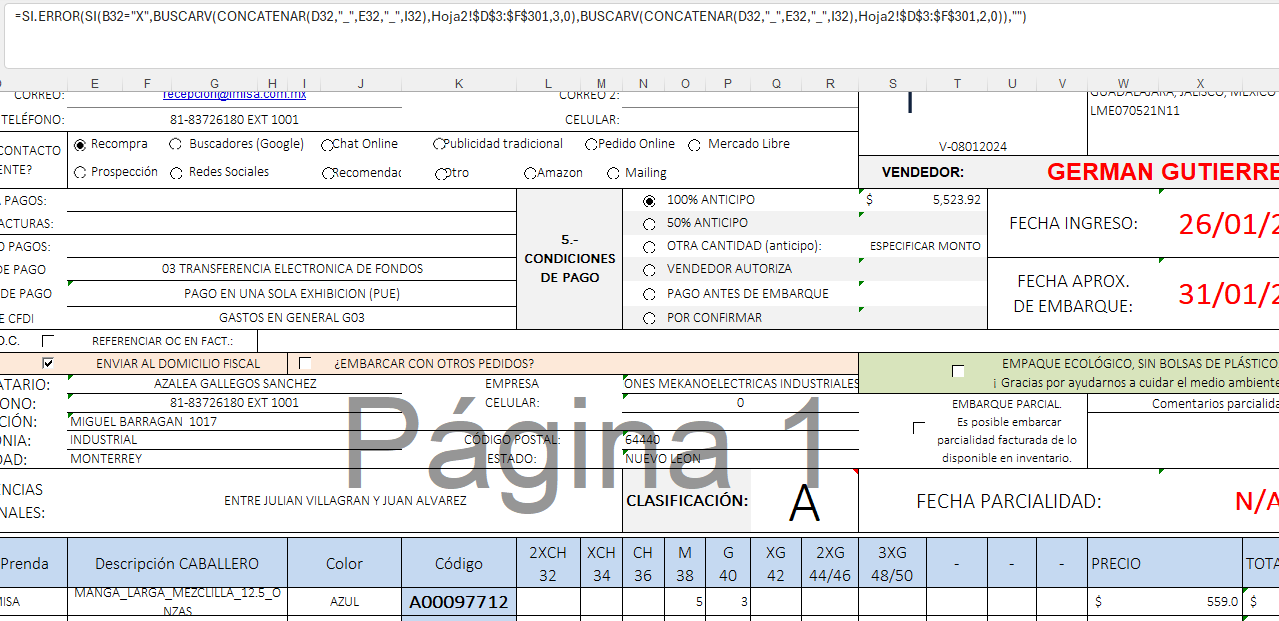 =SI.ERROR(SI(B32="X",BUSCARV(CONCATENAR(D32,"_",E32,"_",I32),Hoja2!$D$3:$F$301,3,0),BUSCARV(CONCATENAR(D32,"_",E32,"_",I32),Hoja2!$D$3:$F$301,2,0)),"")
E F G H I J K L M N O P Q R S T U V W X
CORREO: recepcion@imisa.com.mx CORREO 2: GUADALAJARA, JALISCO, MEXICO
LME070521N11
TELÉFONO: 81-83726180 EXT 1001 CELULAR:
V-08012024
CONTACTO Recompra Buscadores (Google) Chat Online Publicidad tradicional Pedido Online Mercado Libre
ENTE? Prospección Redes Sociales Recomendac Otro Amazon Mailing
VENDEDOR: GERMAN GUTIERRE
PAGOS: 100% ANTICIPO $ 5,523.92
ACTURAS: 50% ANTICIPO
FECHA INGRESO: 26/01/2
O PAGOS: OTRA CANTIDAD (anticipo): ESPECIFICAR MONTO
5.-
CONDICIONES
DE PAGO
DE PAGO 03 TRANSFERENCIA ELECTRONICA DE FONDOS VENDEDOR AUTORIZA
DE PAGO PAGO EN UNA SOLA EXHIBICION (PUE) PAGO ANTES DE EMBARQUE
FECHA APROX.
DE EMBARQUE: 31/01/2
E CFDI GASTOS EN GENERAL G03 POR CONFIRMAR
O.C. REFERENCIAR OC EN FACT.:
ENVIAR AL DOMICILIO FISCAL ¿EMBARCAR CON OTROS PEDIDOS? EMPAQUE ECOLÓGICO, SIN BOLSAS DE PLÁSTICO
¡ Gracias por ayudarnos a cuidar el medio ambiente
ATARIO: AZALEA GALLEGOS SANCHEZ EMPRESA ONES MEKANOELECTRICAS INDUSTRIALES
ONO: 81-83726180 EXT 1001 CELULAR: 0
CIÓN: MIGUEL BARRAGAN 1017
ONIA: INDUSTRIAL CÓDIGO POSTAL: 64440
DAD: MONTERREY ESTADO: NUEVO LEON
Página 1
EMBARQUE PARCIAL.
Es posible embarcar
parcialidad facturada de lo
disponible en inventario.
Comentarios parcialida
ENCIAS
NALES:
ENTRE JULIAN VILLAGRAN Y JUAN ALVAREZ CLASIFICACIÓN: A FECHA PARCIALIDAD: N/A
Prenda Descripción CABALLERO Color Código 2XCH XCH CH M G XG 2XG 3XG - - - PRECIO TOTA
32 34 36 38 40 42 44/46 48/50
MISA MANGA_LARGA_MEZCLILLA_12.5_O AZUL A00097712 5 3 $ 559.0 $
NZAS